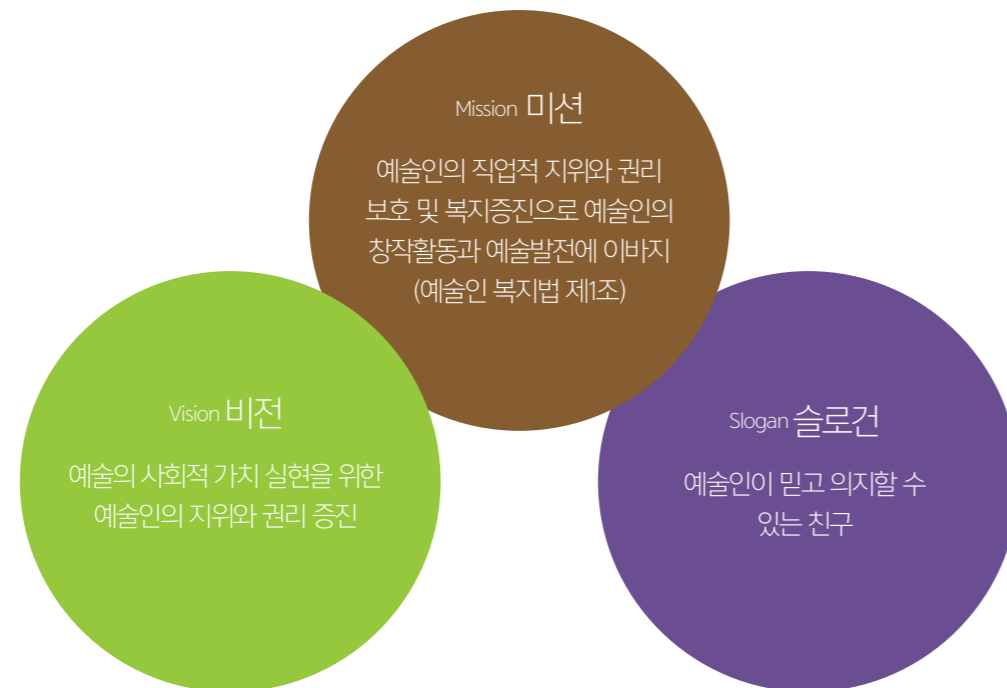 Mission 미션
예술인의 직업적 지위와 권리
보호 및 복지증진으로 예술인의
창작활동과 예술발전에 이바지
(예술인 복지법 제1조)
Vision 비전
예술의 사회적 가치 실현을 위한
예술인의 지위와 권리 증진
Slogan 슬로건
예술인이 믿고 의지할 수
있는 친구